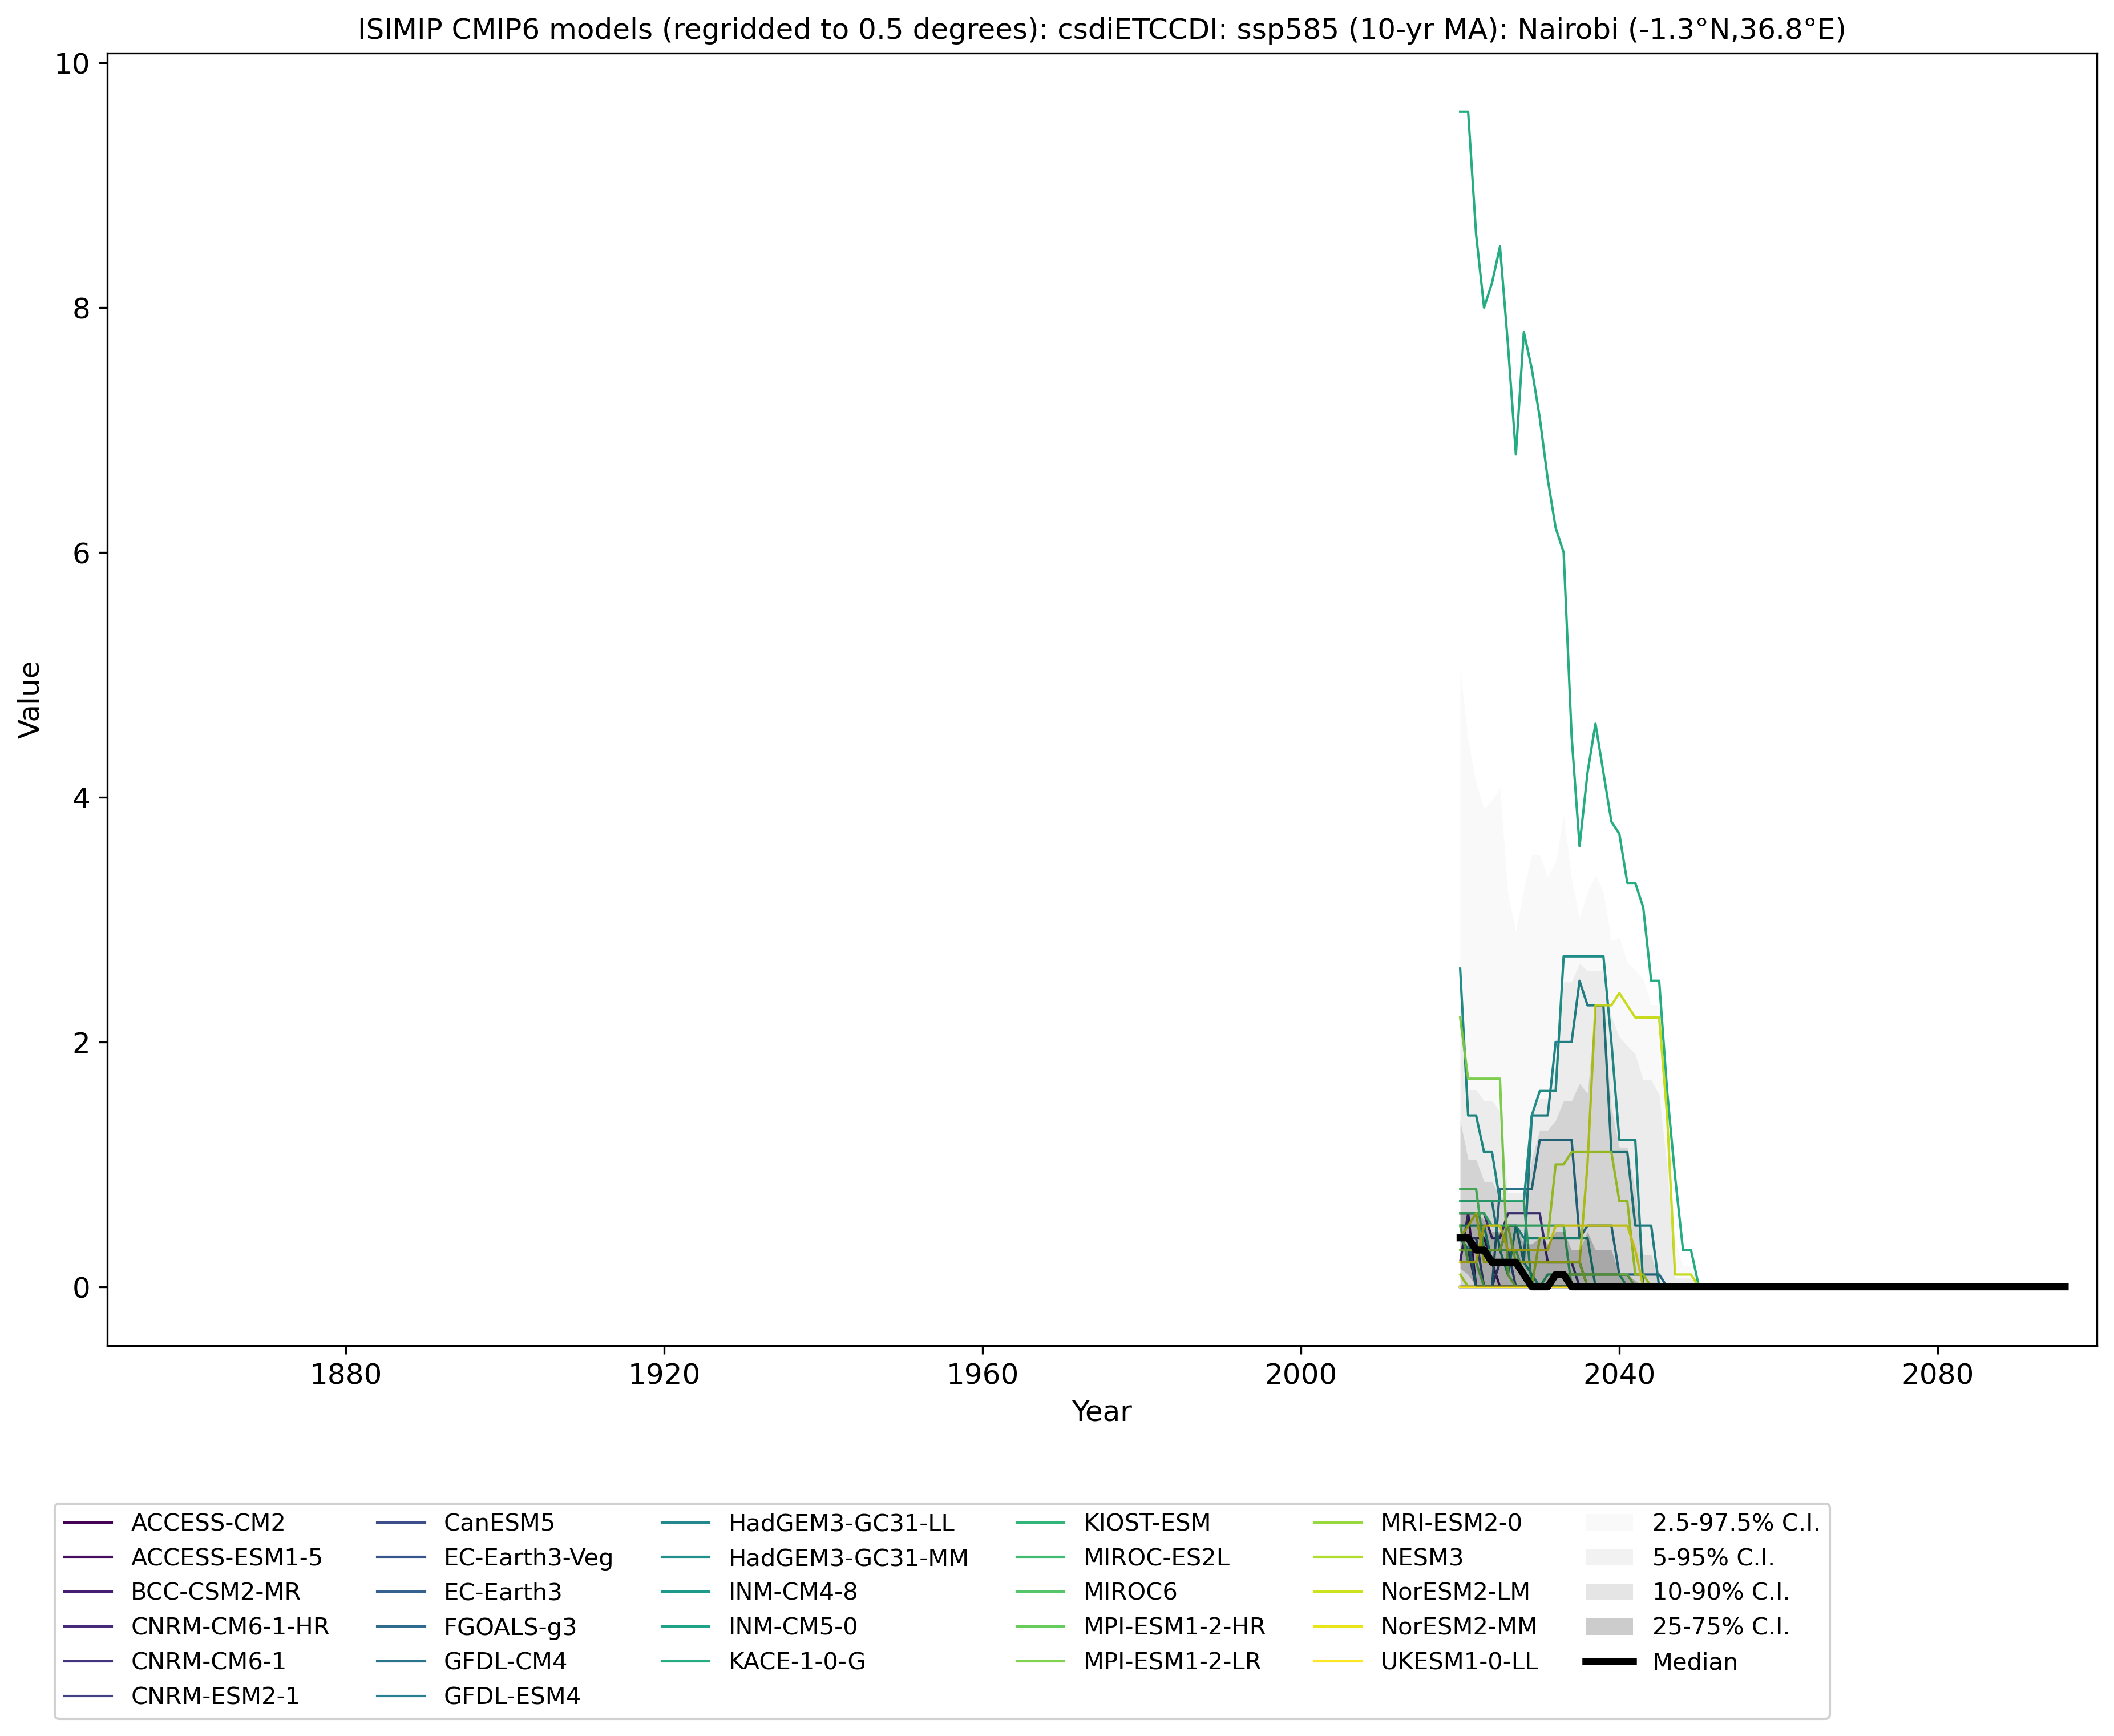 ISIMIP CMIP6 models (regridded to 0.5 degrees): csdiETCCDI: ssp585 (10-yr MA): Nairobi (-1.3°N,36.8°E)
10
8
6
4
2
0
Value
1880 1920 1960 2000 2040 2080
Year
ACCESS-CM2
ACCESS-ESM1-5
BCC-CSM2-MR
CNRM-CM6-1-HR
CNRM-CM6-1
CNRM-ESM2-1
CanESM5
EC-Earth3-Veg
EC-Earth3
FGOALS-g3
GFDL-CM4
GFDL-ESM4
HadGEM3-GC31-LL
HadGEM3-GC31-MM
INM-CM4-8
INM-CM5-0
KACE-1-0-G
KIOST-ESM
MIROC-ES2L
MIROC6
MPI-ESM1-2-HR
MPI-ESM1-2-LR
MRI-ESM2-0
NESM3
NorESM2-LM
NorESM2-MM
UKESM1-0-LL
2.5-97.5% C.I.
5-95% C.I.
10-90% C.I.
25-75% C.I.
Median